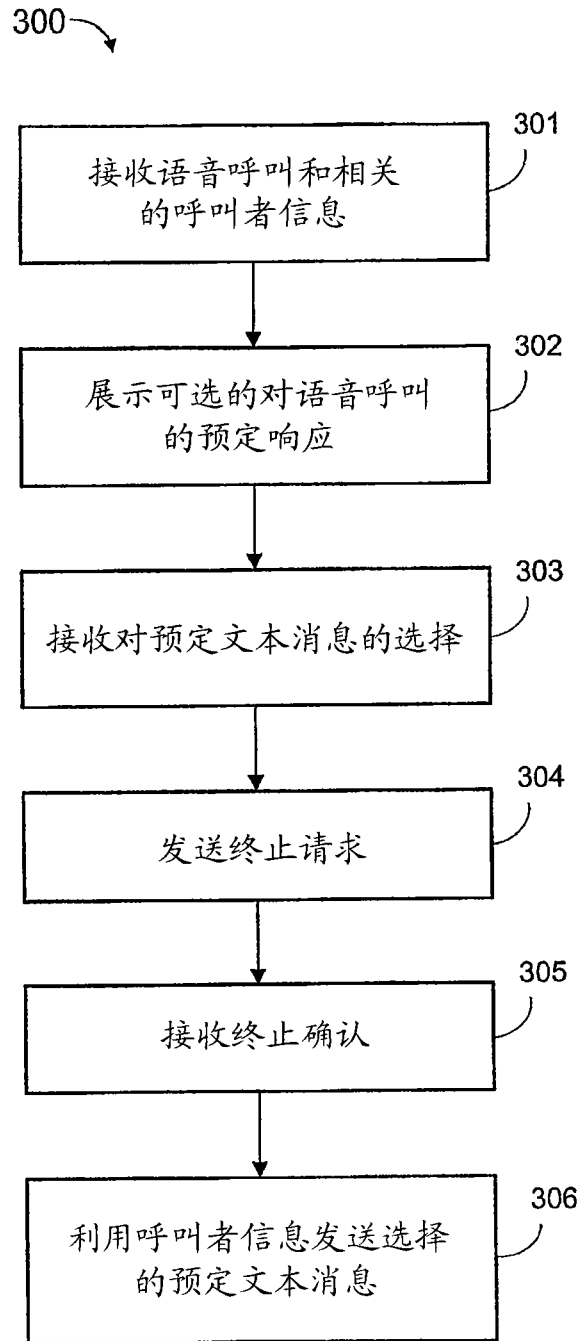 300
301
接收语音呼叫和相关
的呼叫者信息
302
展示可选的对语音呼叫
的预定响应
303
接收对预定文本消息的选择
304
发送终止请求
305
接收终止确认
306
利用呼叫者信息发送选择
的预定文本消息